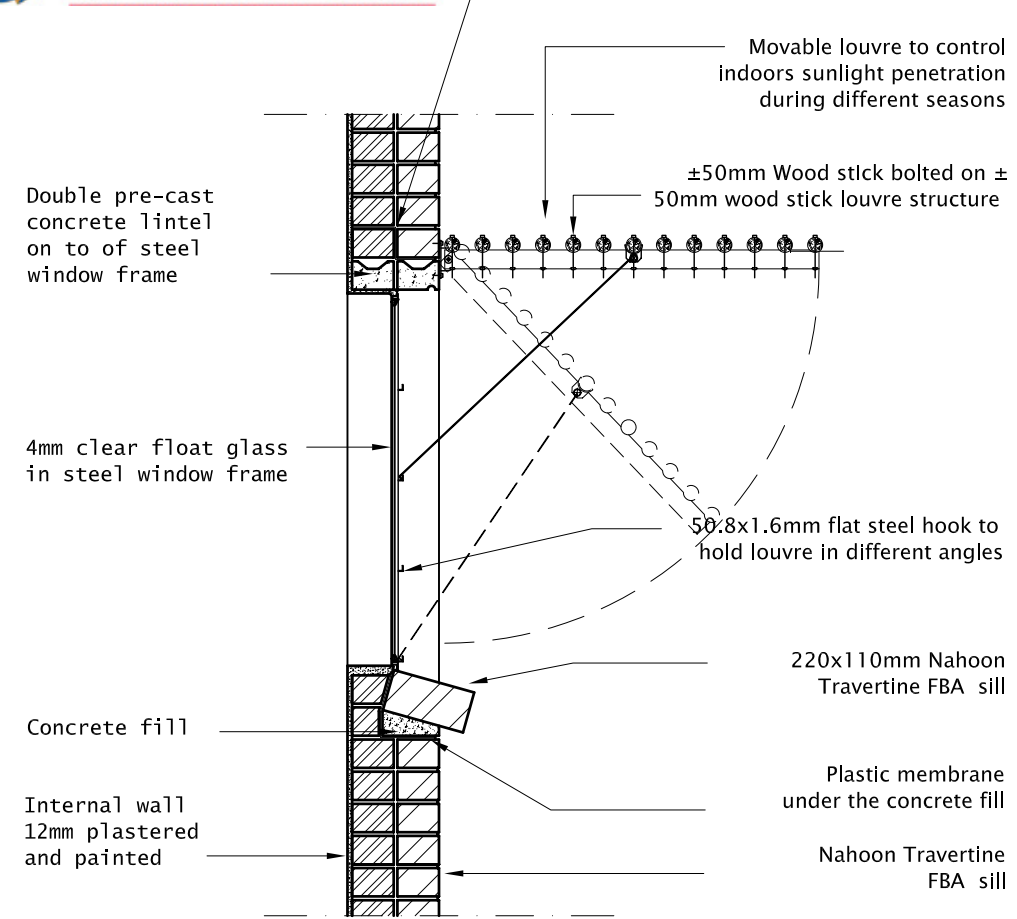 Movable louvre to control
indoors sunlight penetration
during different seasons
±50mm Wood stIck bolted on ±
50mm wood stick louvre structure
Double pre-cast
concrete lintel
on to of steel
window frame
4mm clear float glass
in steel window frame
50.8x1.6mm flat steel hook to
hold louvre in different angles
220x110mm Nahoon
Travertine FBA sill
Concrete fill
Plastic membrane
under the concrete fill
Internal wall
12mm plastered
and painted
Nahoon Travertine
FBA sill